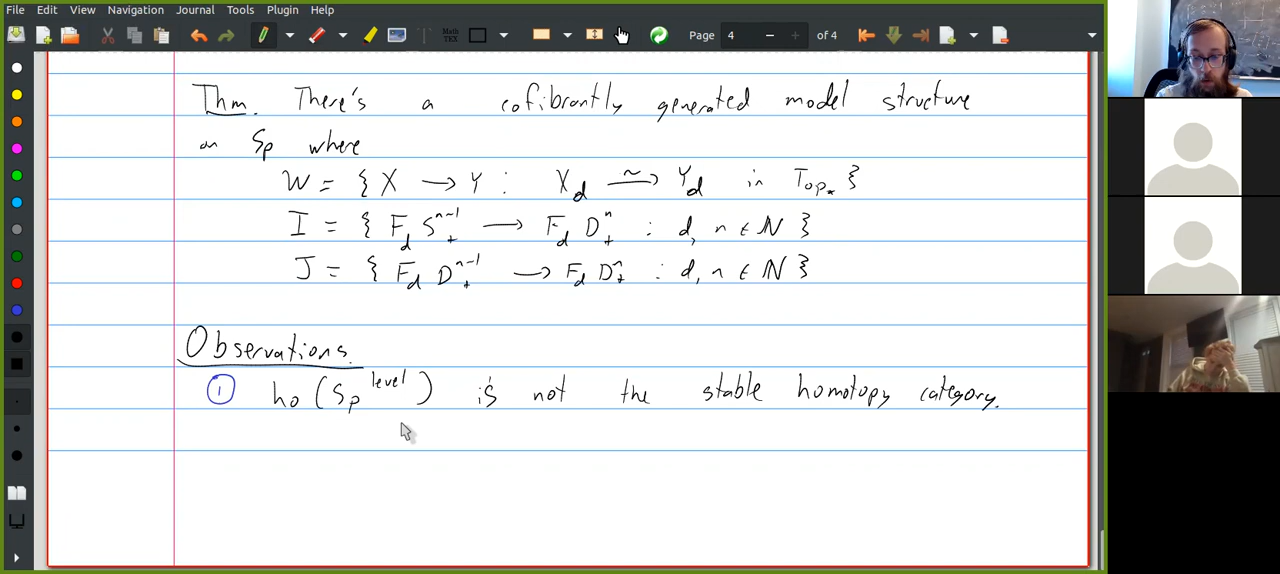 File Edit View Navigation Journal Tools Plugin Help
Math TEX Page 4 of 4
Thm. There's a cofibrantly generated model structure
on Sp where
W = { X → Y : X_d ⥲ Y_d in Top_* }
I = { F_d S^{n-1}_+ → F_d D^n_+ : d, n ∈ N }
J = { F_d D^{n-1}_+ → F_d D^n_+ : d, n ∈ N }
Observations.
① ho (Sp^{level}) is not the stable homotopy category.